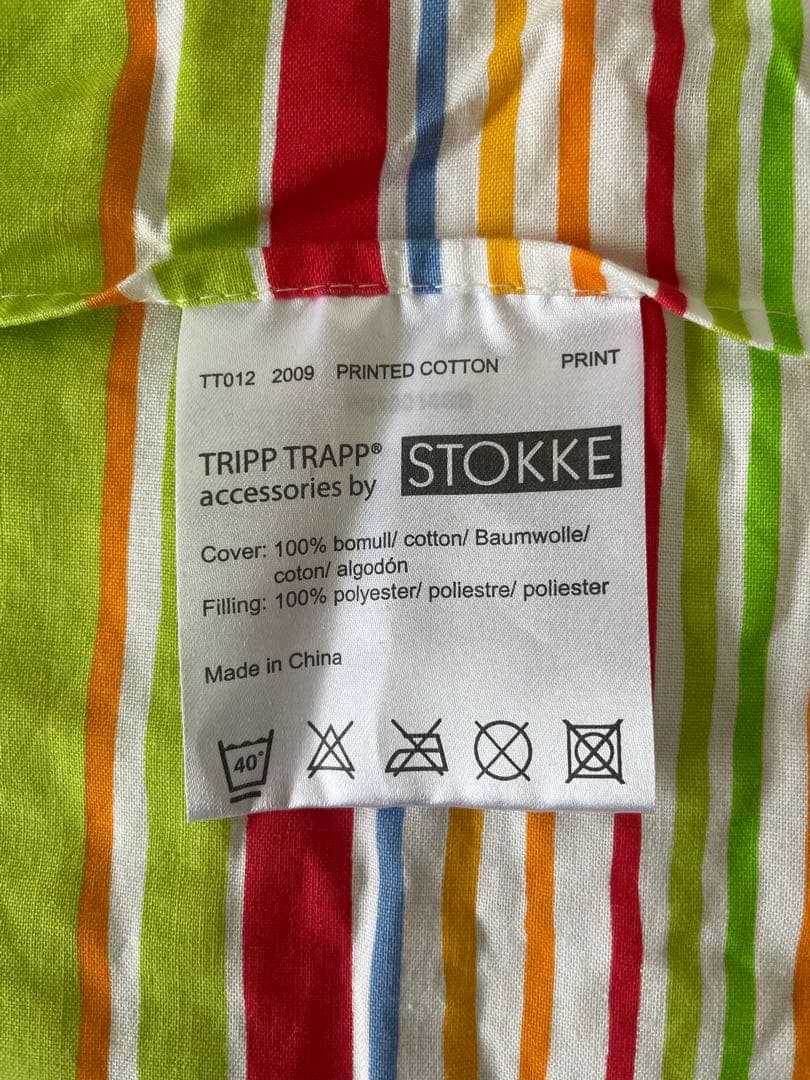 TT012 2009 PRINTED COTTON PRINT
TRIPP TRAPP® STOKKE
accessories by
Cover: 100% bomull/ cotton/ Baumwolle/
coton/ algodón
Filling: 100% polyester/ poliestre/ poliester
Made in China
40°